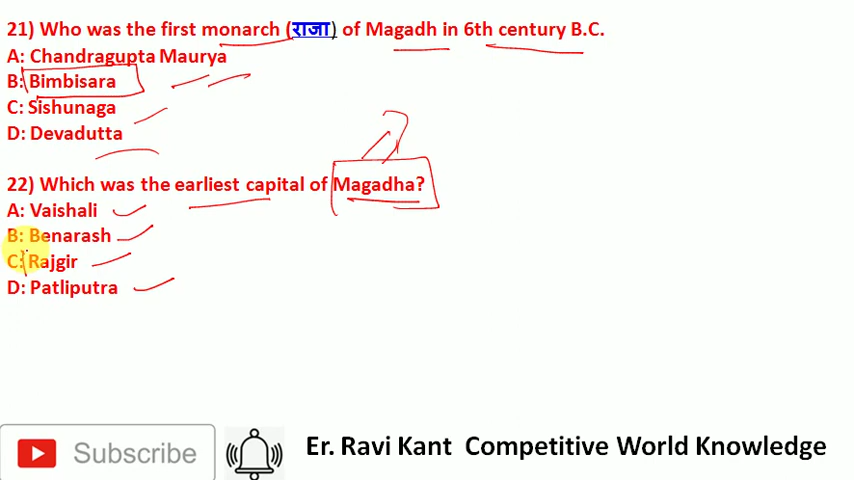 21) Who was the first monarch (राजा) of Magadh in 6th century B.C.
A: Chandragupta Maurya
B: Bimbisara
C: Sishunaga
D: Devadutta
22) Which was the earliest capital of Magadha?
A: Vaishali
B: Benarash
C: Rajgir
D: Patliputra
Subscribe
Er. Ravi Kant Competitive World Knowledge